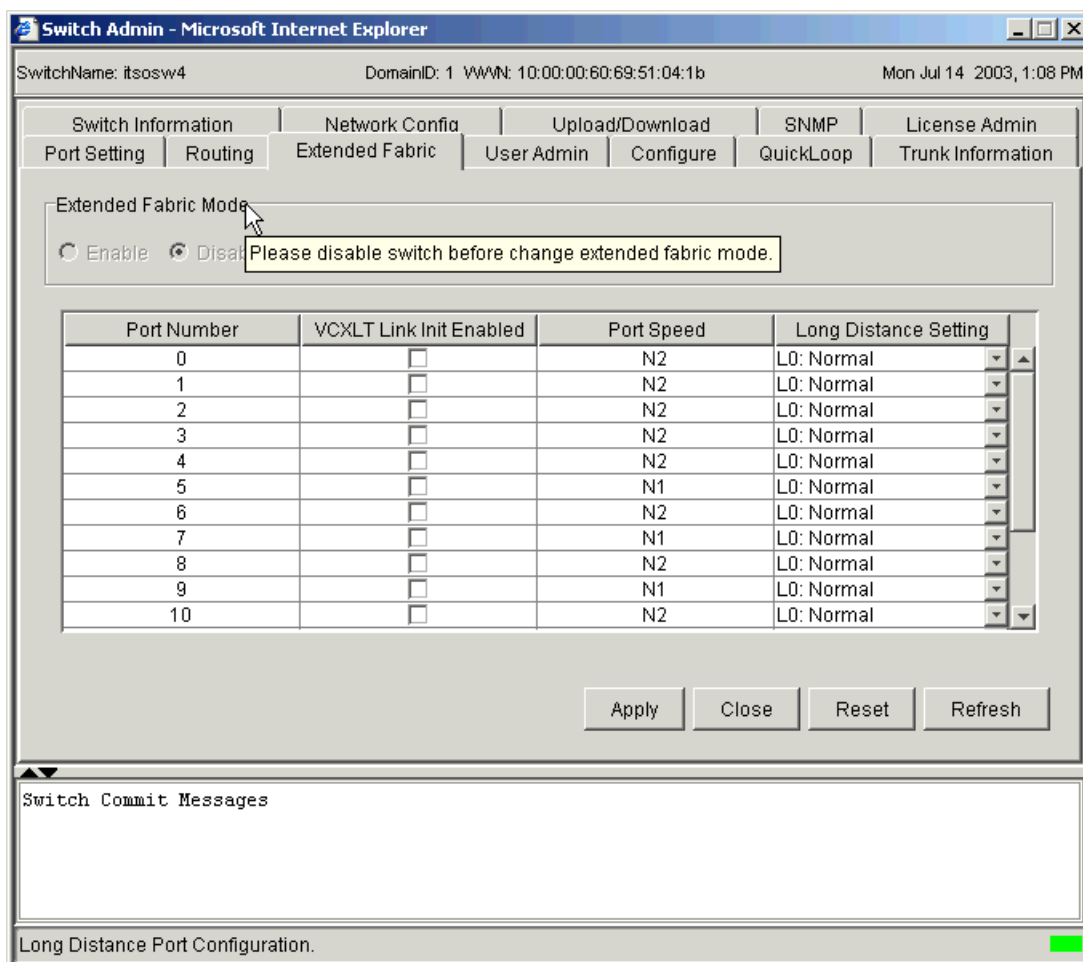 Switch Admin - Microsoft Internet Explorer
SwitchName: itsosw4 DomainID: 1 WWN: 10:00:00:60:69:51:04:1b Mon Jul 14 2003, 1:08 PM
Switch Information Network Config Upload/Download SNMP License Admin
Port Setting Routing Extended Fabric User Admin Configure QuickLoop Trunk Information
Extended Fabric Mode
Enable Please disable switch before change extended fabric mode.
Port Number VCXLT Link Init Enabled Port Speed Long Distance Setting
0 N2 L0: Normal
1 N2 L0: Normal
2 N2 L0: Normal
3 N2 L0: Normal
4 N2 L0: Normal
5 N1 L0: Normal
6 N2 L0: Normal
7 N1 L0: Normal
8 N2 L0: Normal
9 N1 L0: Normal
10 N2 L0: Normal
Apply Close Reset Refresh
Switch Commit Messages
Long Distance Port Configuration.